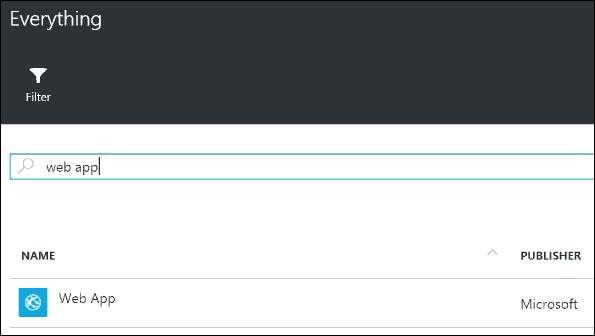 Everything
Filter
web app
NAME PUBLISHER
Web App Microsoft